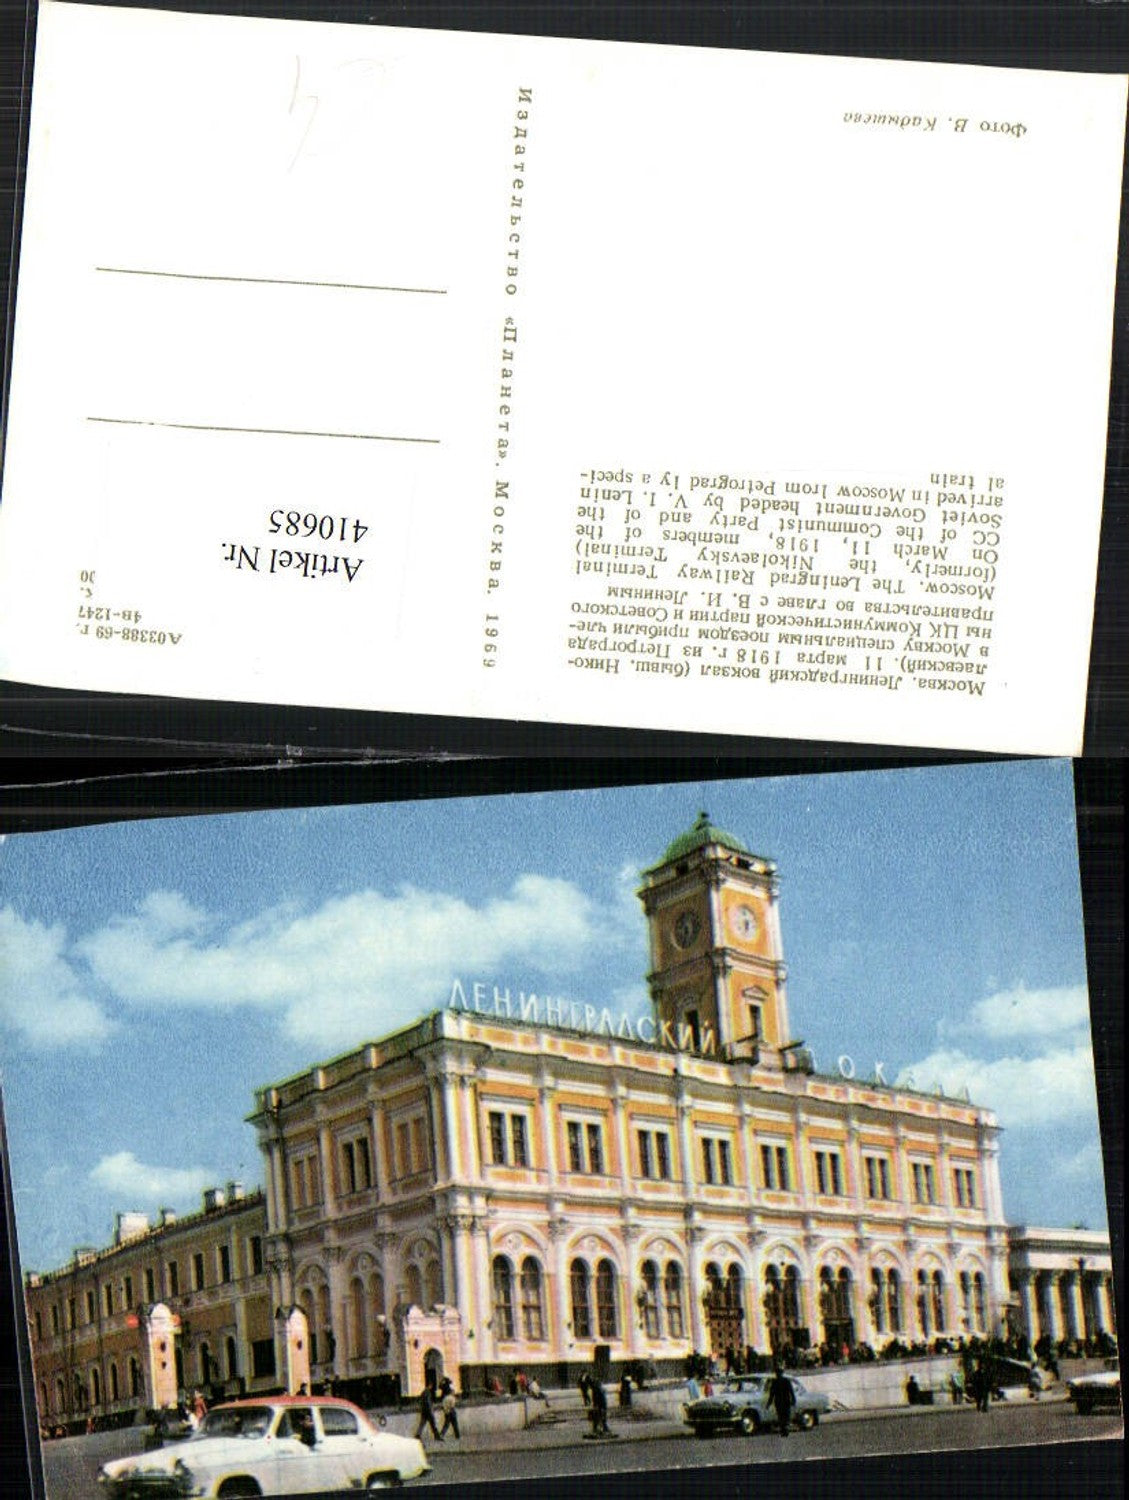 Фото В. Кадышева
Издательство «Планета». Москва. 1969
Москва. Ленинградский вокзал (бывш. Нико-
лаевский). 11 марта 1918 г. из Петрограда
в Москву специальным поездом прибыли чле-
ны ЦК Коммунистической партии и Советского
правительства во главе с В. И. Лениным
Moscow. The Leningrad Railway Terminal
(formerly, the Nikolaevsky Terminal)
On March 11, 1918, members of the
CC of the Communist Party and of the
Soviet Government headed by V. I. Lenin
arrived in Moscow from Petrograd by a speci-
al train
А03388-69 г.
4в-1247
Artikel Nr.
410685
ЛЕНИНГРАДСКИЙ ВОКЗАЛ